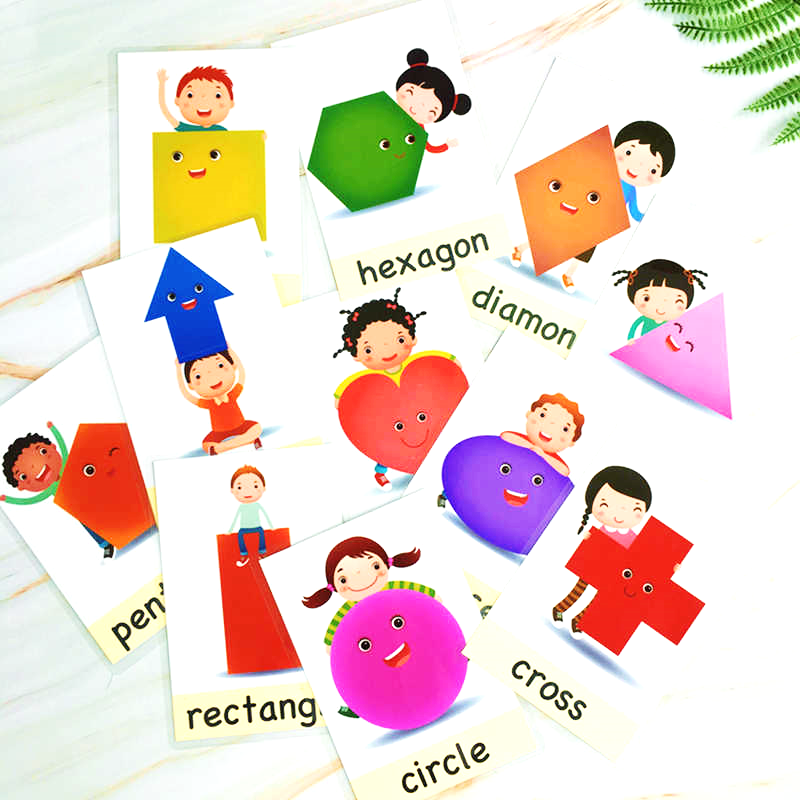 hexagon
diamon
pent
rectang
cross
circle